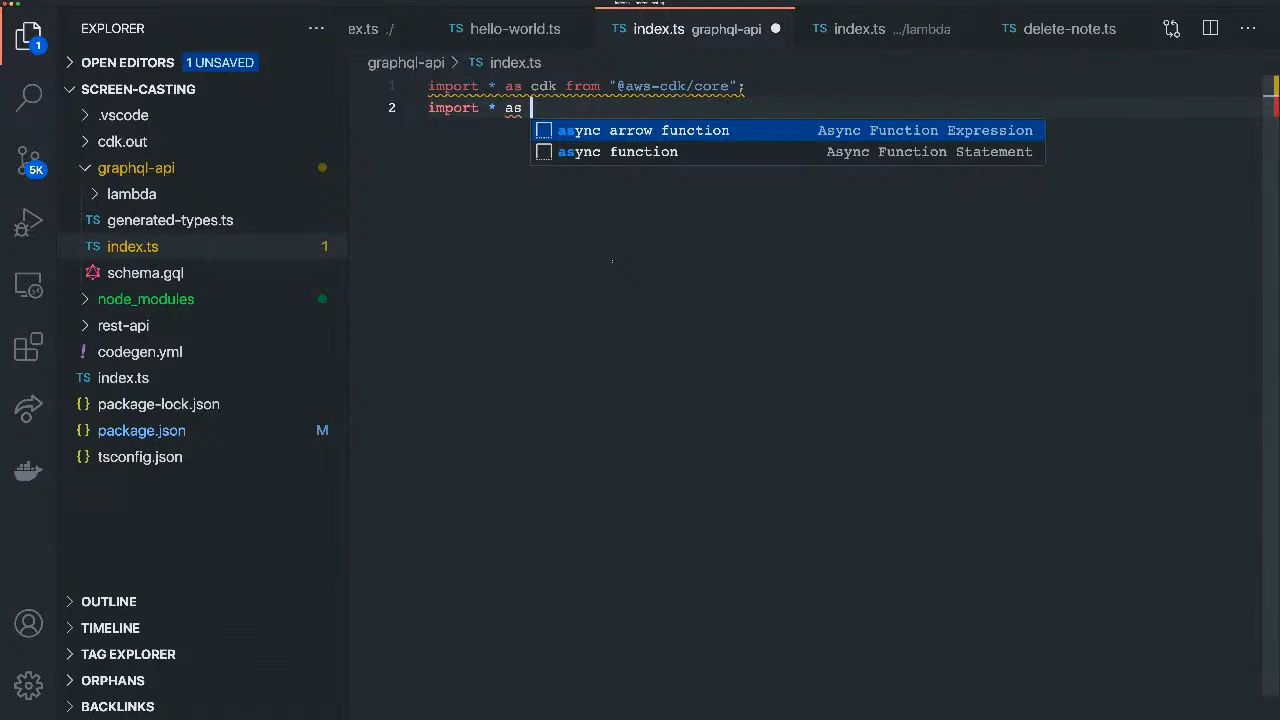 index.ts — screen-casting
EXPLORER
ex.ts ./
TS hello-world.ts
TS index.ts graphql-api
TS index.ts .../lambda
TS delete-note.ts
1
OPEN EDITORS 1 UNSAVED
graphql-api > TS index.ts
SCREEN-CASTING
1 import * as cdk from "@aws-cdk/core";
2 import * as
async arrow function Async Function Expression
async function Async Function Statement
.vscode
cdk.out
graphql-api
5K
lambda
TS generated-types.ts
TS index.ts 1
schema.gql
node_modules
rest-api
! codegen.yml
TS index.ts
{} package-lock.json
{} package.json M
{} tsconfig.json
OUTLINE
TIMELINE
TAG EXPLORER
ORPHANS
BACKLINKS